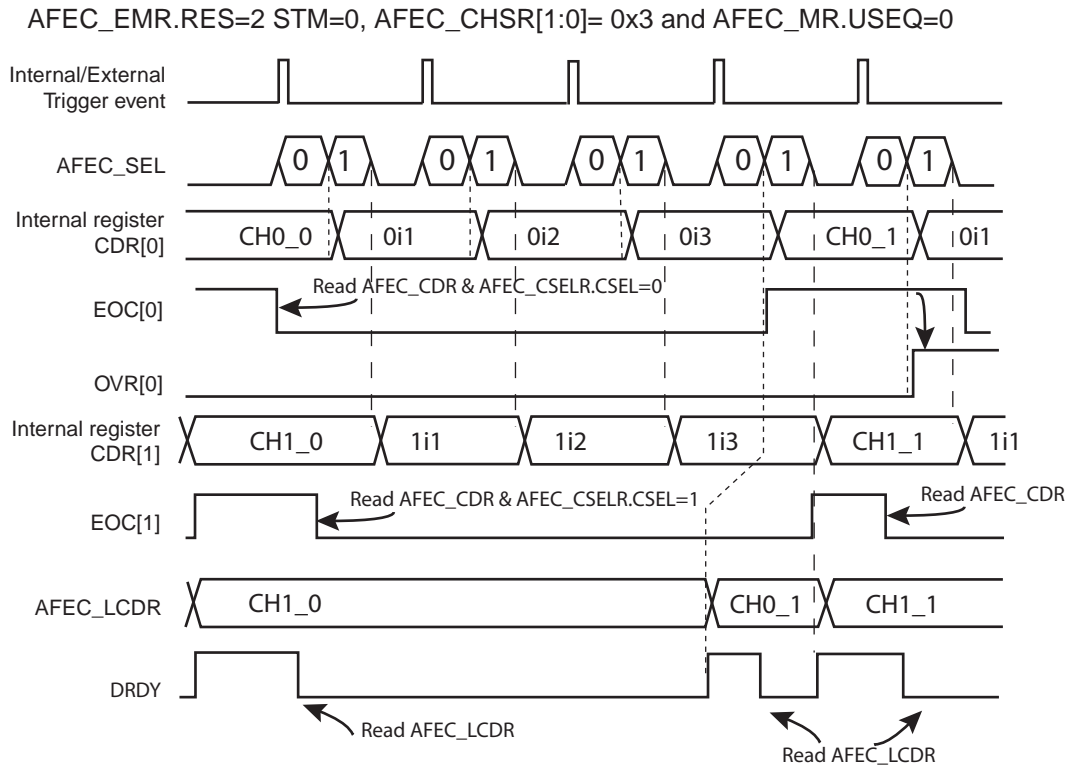 AFEC_EMR.RES=2 STM=0, AFEC_CHSR[1:0]= 0x3 and AFEC_MR.USEQ=0
Internal/External
Trigger event
AFEC_SEL
0 1 0 1 0 1 0 1 0 1
Internal register
CDR[0]
CH0_0 0i1 0i2 0i3 CH0_1 0i1
EOC[0]
Read AFEC_CDR & AFEC_CSELR.CSEL=0
OVR[0]
Internal register
CDR[1]
CH1_0 1i1 1i2 1i3 CH1_1 1i1
EOC[1]
Read AFEC_CDR & AFEC_CSELR.CSEL=1
Read AFEC_CDR
AFEC_LCDR
CH1_0 CH0_1 CH1_1
DRDY
Read AFEC_LCDR
Read AFEC_LCDR